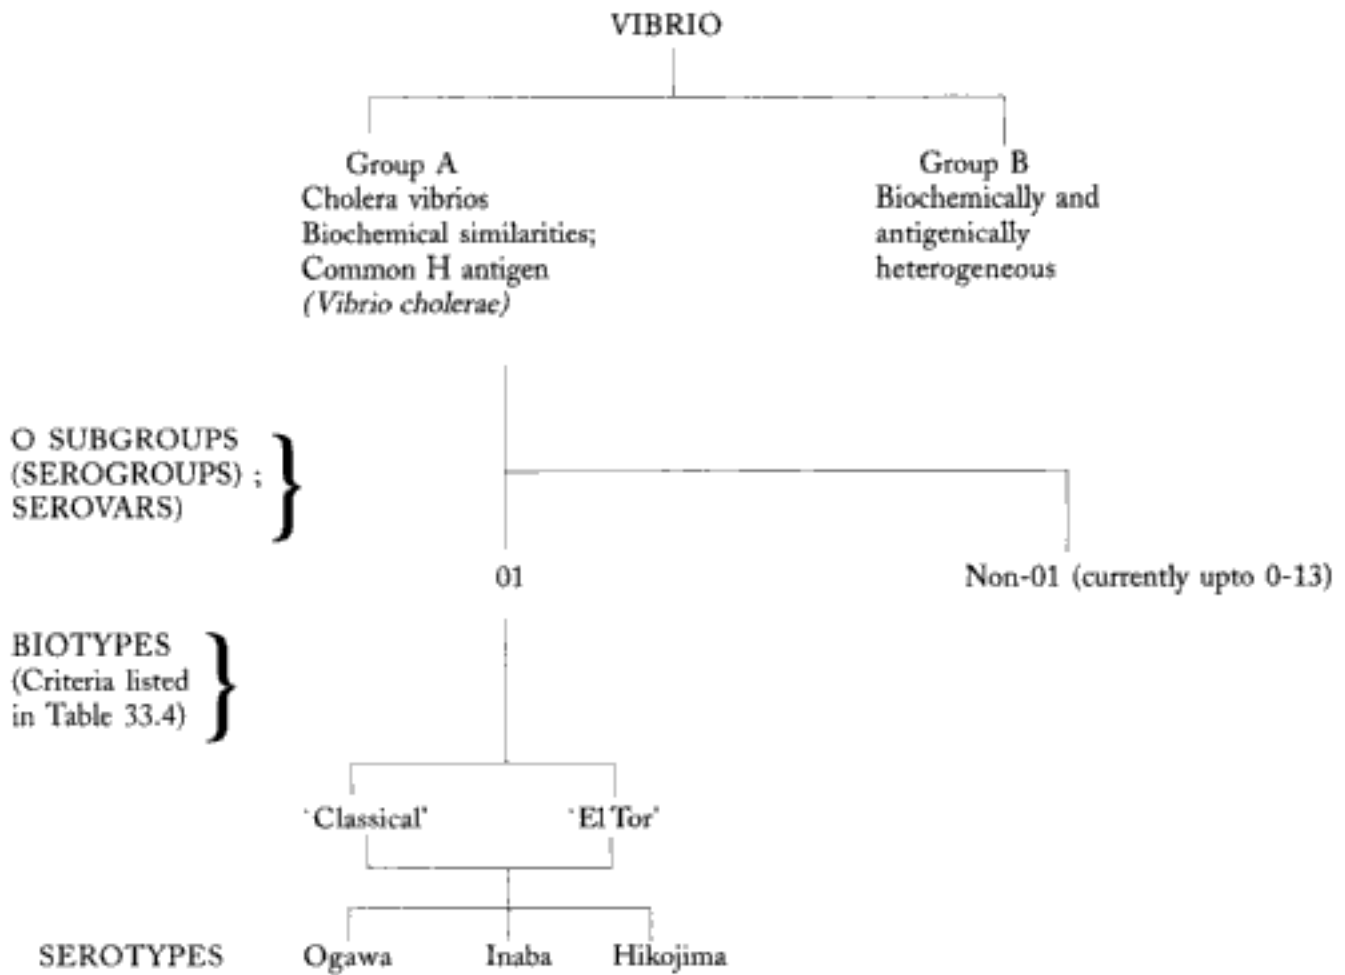 VIBRIO
Group A
Cholera vibrios
Biochemical similarities;
Common H antigen
(Vibrio cholerae)
Group B
Biochemically and
antigenically
heterogeneous
O SUBGROUPS
(SEROGROUPS) ;
SEROVARS)
01
Non-01 (currently upto 0-13)
BIOTYPES
(Criteria listed
in Table 33.4)
'Classical'
'El Tor'
SEROTYPES
Ogawa
Inaba
Hikojima